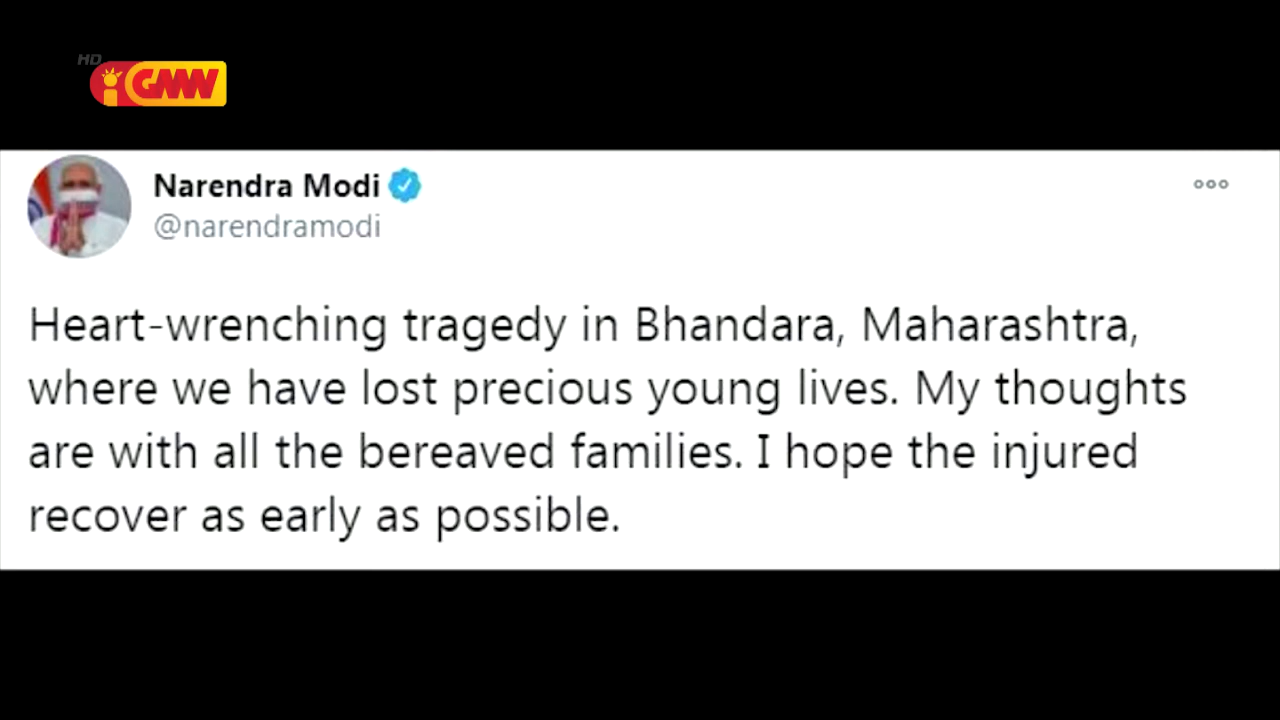 HD
iGMW
Narendra Modi
@narendramodi
Heart-wrenching tragedy in Bhandara, Maharashtra,
where we have lost precious young lives. My thoughts
are with all the bereaved families. I hope the injured
recover as early as possible.